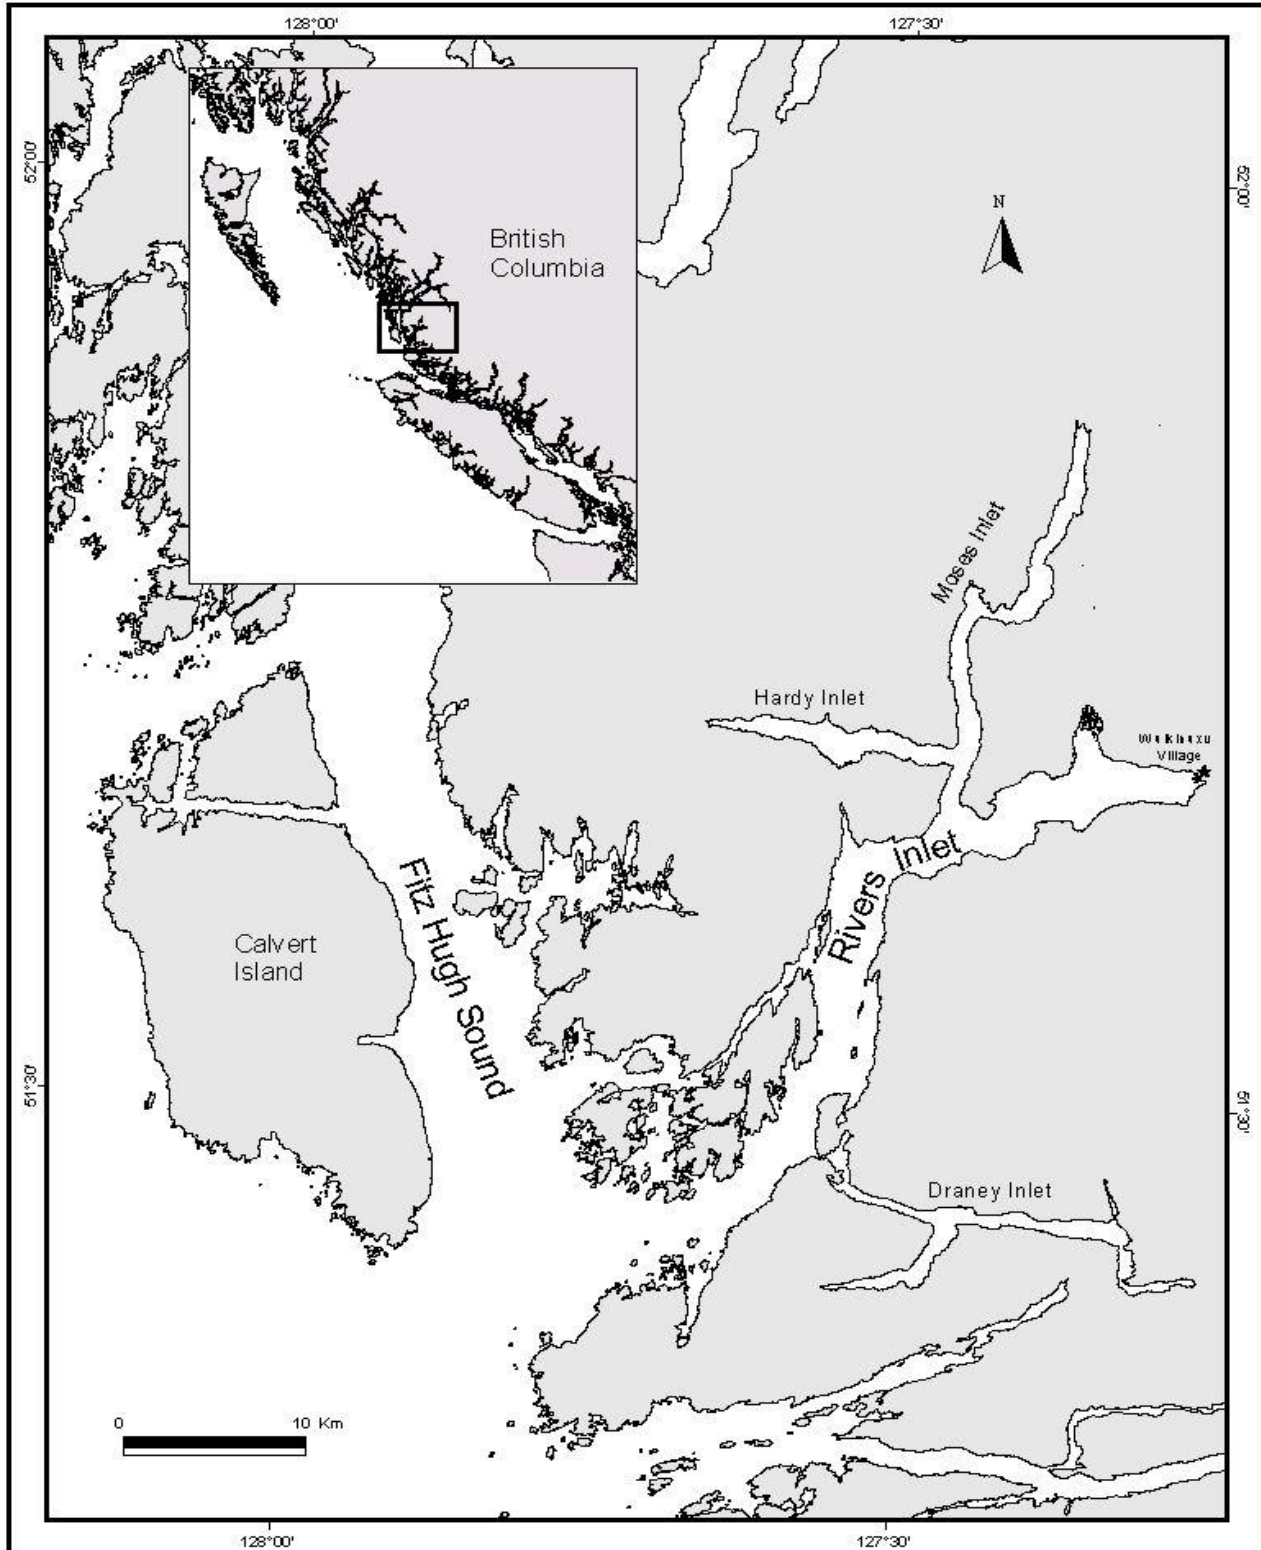 128°00'
127°30'
52°00'
52°00'
N
British
Columbia
Moses Inlet
Hardy Inlet
Village
Rivers Inlet
Fitz Hugh Sound
Calvert
Island
51°30'
51°30'
Draney Inlet
0 10 Km
128°00'
127°30'